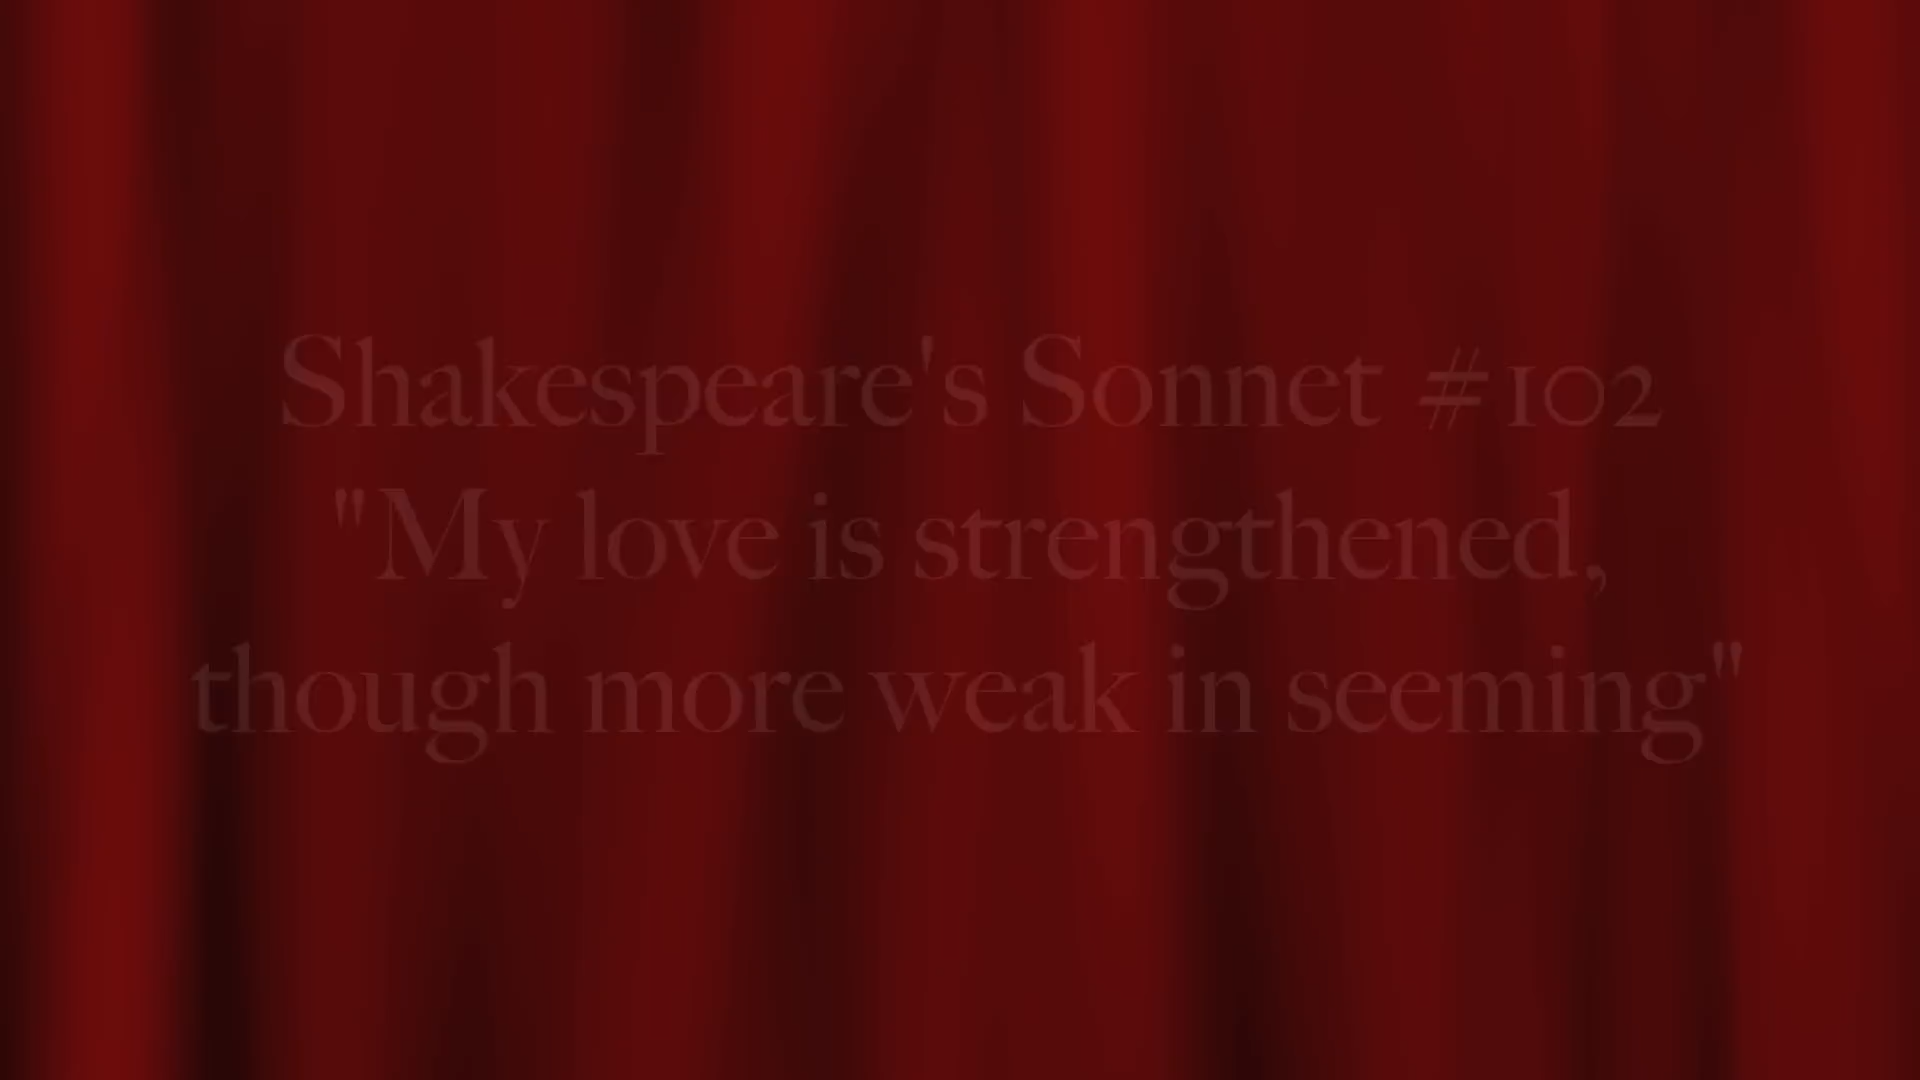 Shakespeare's Sonnet #102
"My love is strengthened,
though more weak in seeming"